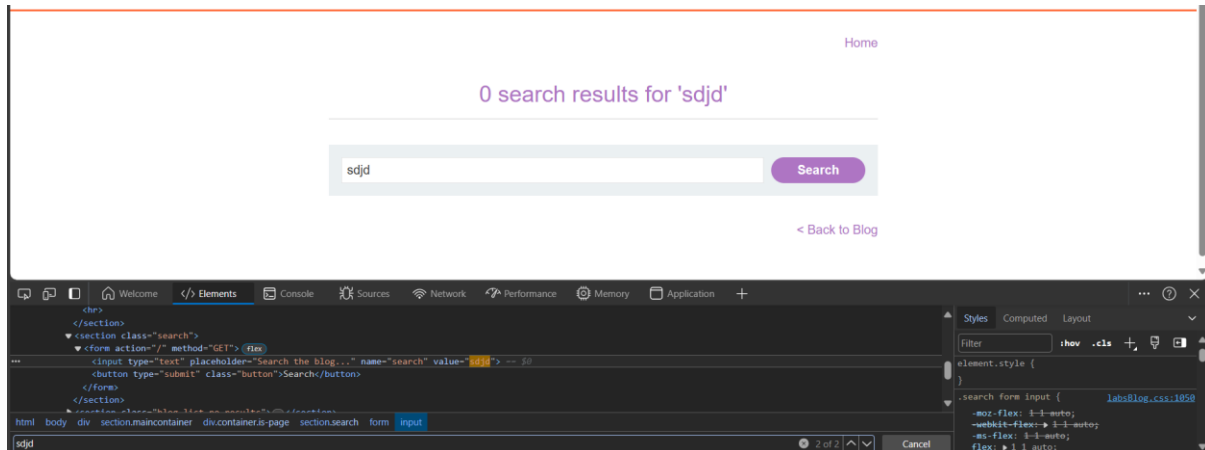 Home
0 search results for 'sdjd'
sdjd
Search
< Back to Blog
Welcome </> Elements Console Sources Network Performance Memory Application +
<hr>
</section>
▼<section class="search">
▼<form action="/" method="GET"> flex
... <input type="text" placeholder="Search the blog..." name="search" value="sdjd"> == $0
<button type="submit" class="button">Search</button>
</form>
</section>
html body div section.maincontainer div.container.is-page section.search form input
sdjd 2 of 2 Cancel
Styles Computed Layout
Filter :hov .cls
element.style {
}
.search form input { labsBlog.css:1050
-moz-flex: 1 1 auto;
-webkit-flex: ▶ 1 1 auto;
-ms-flex: 1 1 auto;
flex: ▶ 1 1 auto;